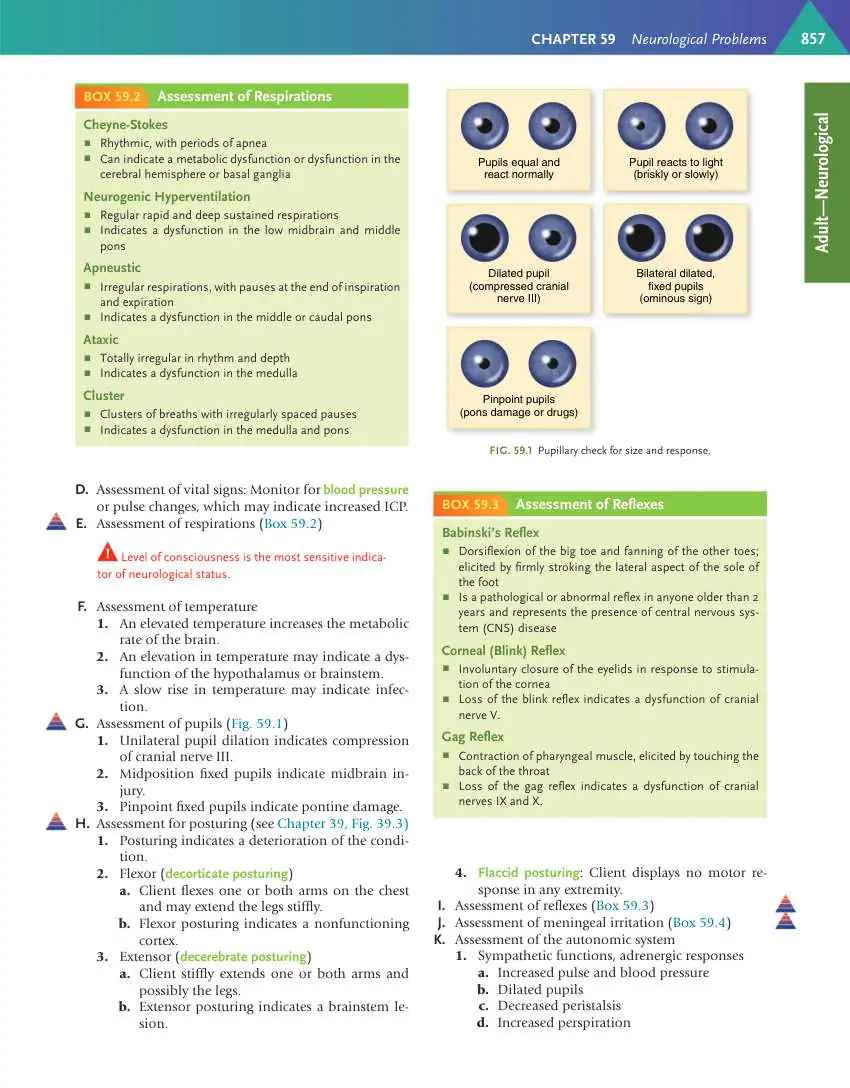 CHAPTER 59 Neurological Problems 857
Adult—Neurological
BOX 59.2 Assessment of Respirations
Cheyne-Stokes
■ Rhythmic, with periods of apnea
■ Can indicate a metabolic dysfunction or dysfunction in the
cerebral hemisphere or basal ganglia
Neurogenic Hyperventilation
■ Regular rapid and deep sustained respirations
■ Indicates a dysfunction in the low midbrain and middle
pons
Apneustic
■ Irregular respirations, with pauses at the end of inspiration
and expiration
■ Indicates a dysfunction in the middle or caudal pons
Ataxic
■ Totally irregular in rhythm and depth
■ Indicates a dysfunction in the medulla
Cluster
■ Clusters of breaths with irregularly spaced pauses
■ Indicates a dysfunction in the medulla and pons
D. Assessment of vital signs: Monitor for blood pressure
or pulse changes, which may indicate increased ICP.
E. Assessment of respirations (Box 59.2)
! Level of consciousness is the most sensitive indica-
tor of neurological status.
F. Assessment of temperature
1. An elevated temperature increases the metabolic
rate of the brain.
2. An elevation in temperature may indicate a dys-
function of the hypothalamus or brainstem.
3. A slow rise in temperature may indicate infec-
tion.
G. Assessment of pupils (Fig. 59.1)
1. Unilateral pupil dilation indicates compression
of cranial nerve III.
2. Midposition fixed pupils indicate midbrain in-
jury.
3. Pinpoint fixed pupils indicate pontine damage.
H. Assessment for posturing (see Chapter 39, Fig. 39.3)
1. Posturing indicates a deterioration of the condi-
tion.
2. Flexor (decorticate posturing)
a. Client flexes one or both arms on the chest
and may extend the legs stiffly.
b. Flexor posturing indicates a nonfunctioning
cortex.
3. Extensor (decerebrate posturing)
a. Client stiffly extends one or both arms and
possibly the legs.
b. Extensor posturing indicates a brainstem le-
sion.
Pupils equal and
react normally
Pupil reacts to light
(briskly or slowly)
Dilated pupil
(compressed cranial
nerve III)
Bilateral dilated,
fixed pupils
(ominous sign)
Pinpoint pupils
(pons damage or drugs)
FIG. 59.1 Pupillary check for size and response.
BOX 59.3 Assessment of Reflexes
Babinski's Reflex
■ Dorsiflexion of the big toe and fanning of the other toes;
elicited by firmly stroking the lateral aspect of the sole of
the foot
■ Is a pathological or abnormal reflex in anyone older than 2
years and represents the presence of central nervous sys-
tem (CNS) disease
Corneal (Blink) Reflex
■ Involuntary closure of the eyelids in response to stimula-
tion of the cornea
■ Loss of the blink reflex indicates a dysfunction of cranial
nerve V.
Gag Reflex
■ Contraction of pharyngeal muscle, elicited by touching the
back of the throat
■ Loss of the gag reflex indicates a dysfunction of cranial
nerves IX and X.
4. Flaccid posturing: Client displays no motor re-
sponse in any extremity.
I. Assessment of reflexes (Box 59.3)
J. Assessment of meningeal irritation (Box 59.4)
K. Assessment of the autonomic system
1. Sympathetic functions, adrenergic responses
a. Increased pulse and blood pressure
b. Dilated pupils
c. Decreased peristalsis
d. Increased perspiration